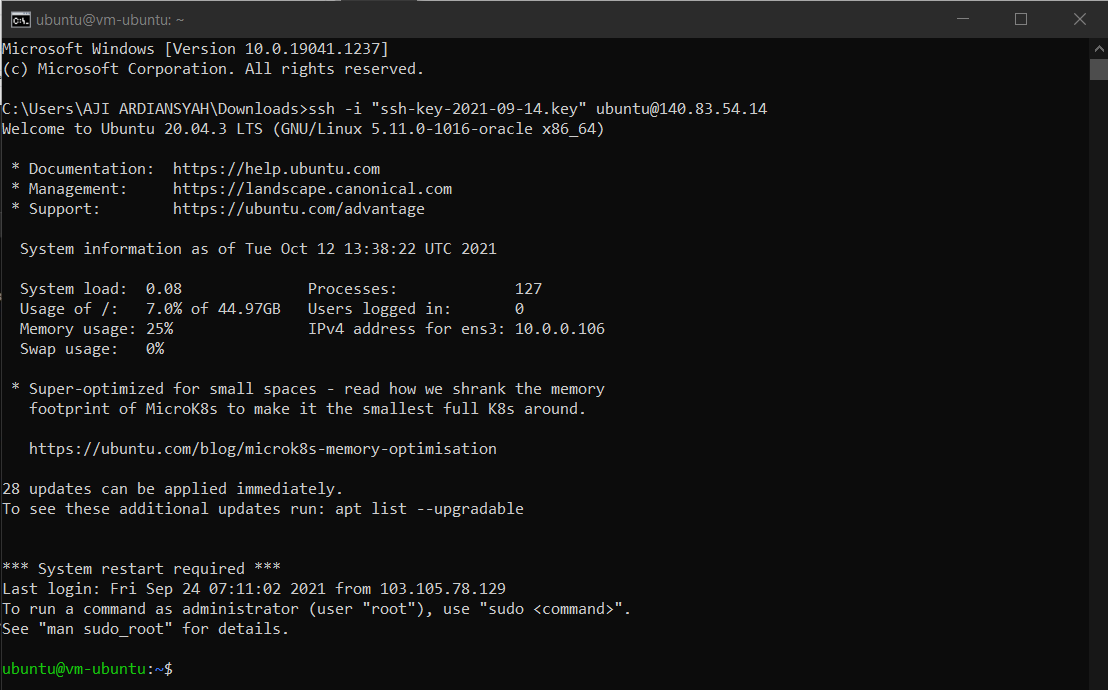 ubuntu@vm-ubuntu: ~
Microsoft Windows [Version 10.0.19041.1237]
(c) Microsoft Corporation. All rights reserved.
C:\Users\AJI ARDIANSYAH\Downloads>ssh -i "ssh-key-2021-09-14.key" ubuntu@140.83.54.14
Welcome to Ubuntu 20.04.3 LTS (GNU/Linux 5.11.0-1016-oracle x86_64)
* Documentation:  https://help.ubuntu.com
* Management:     https://landscape.canonical.com
* Support:        https://ubuntu.com/advantage
System information as of Tue Oct 12 13:38:22 UTC 2021
System load:  0.08              Processes:             127
Usage of /:   7.0% of 44.97GB   Users logged in:       0
Memory usage: 25%               IPv4 address for ens3: 10.0.0.106
Swap usage:   0%
* Super-optimized for small spaces - read how we shrank the memory
footprint of MicroK8s to make it the smallest full K8s around.
https://ubuntu.com/blog/microk8s-memory-optimisation
28 updates can be applied immediately.
To see these additional updates run: apt list --upgradable
*** System restart required ***
Last login: Fri Sep 24 07:11:02 2021 from 103.105.78.129
To run a command as administrator (user "root"), use "sudo <command>".
See "man sudo_root" for details.
ubuntu@vm-ubuntu:~$